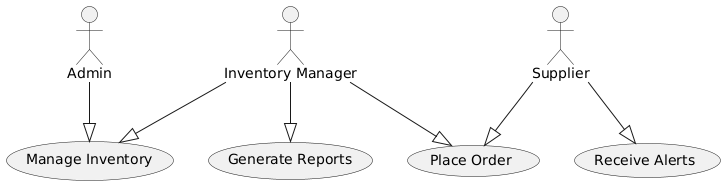 Admin
Inventory Manager
Supplier
Manage Inventory
Generate Reports
Place Order
Receive Alerts